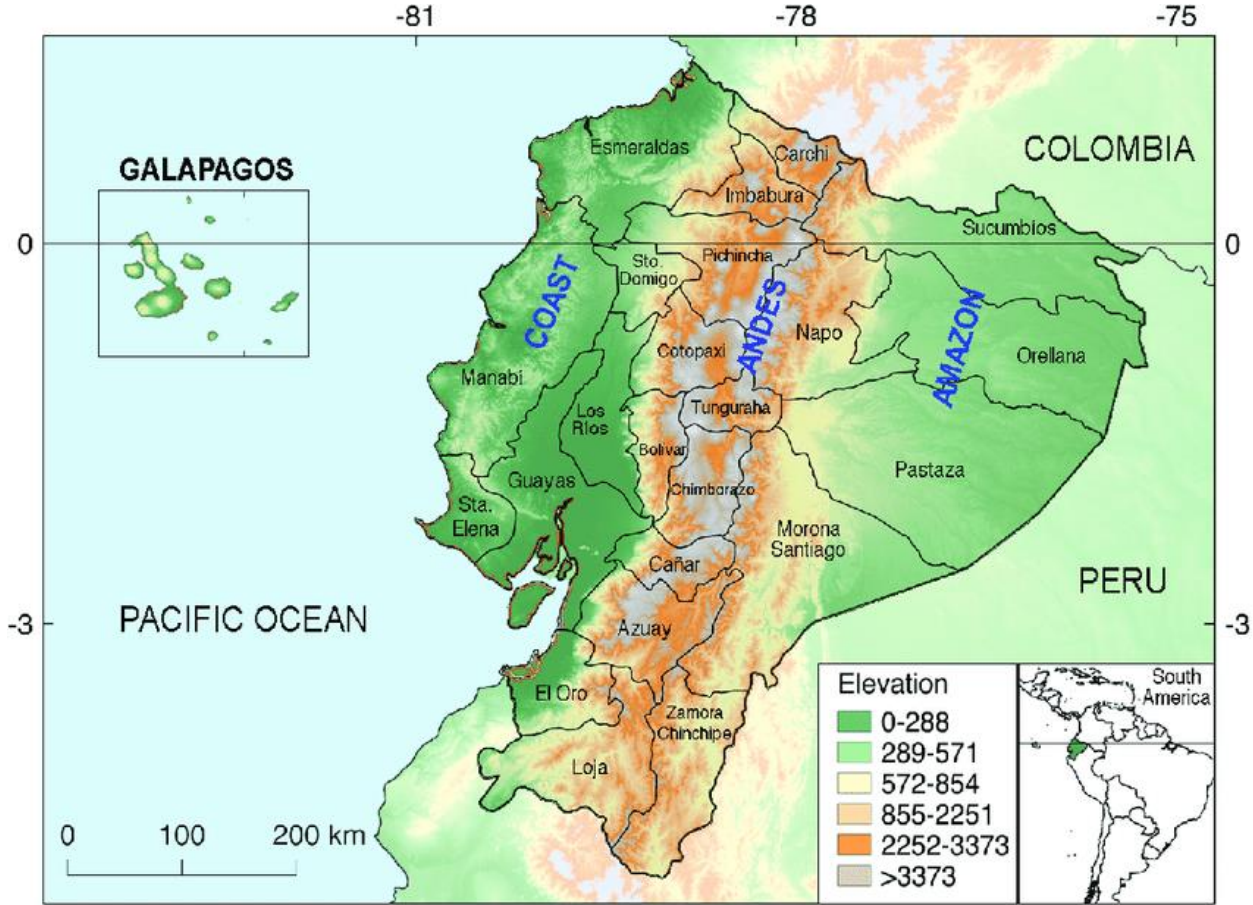 -81
-78
-75
COLOMBIA
Esmeraldas
Carchi
GALAPAGOS
Imbabura
Sucumbios
0
0
Pichincha
Sto.
Domigo
COAST
ANDES
AMAZON
Napo
Cotopaxi
Orellana
Manabí
Los
Ríos
Tunguraha
Bolivar
Pastaza
Guayas
Chimborazo
Sta.
Elena
Morona
Santiago
Cañar
PERU
PACIFIC OCEAN
-3
-3
Azuay
El Oro
Zamora
Chinchipe
Loja
Elevation
0-288
289-571
572-854
855-2251
2252-3373
>3373
South
America
0 100 200 km